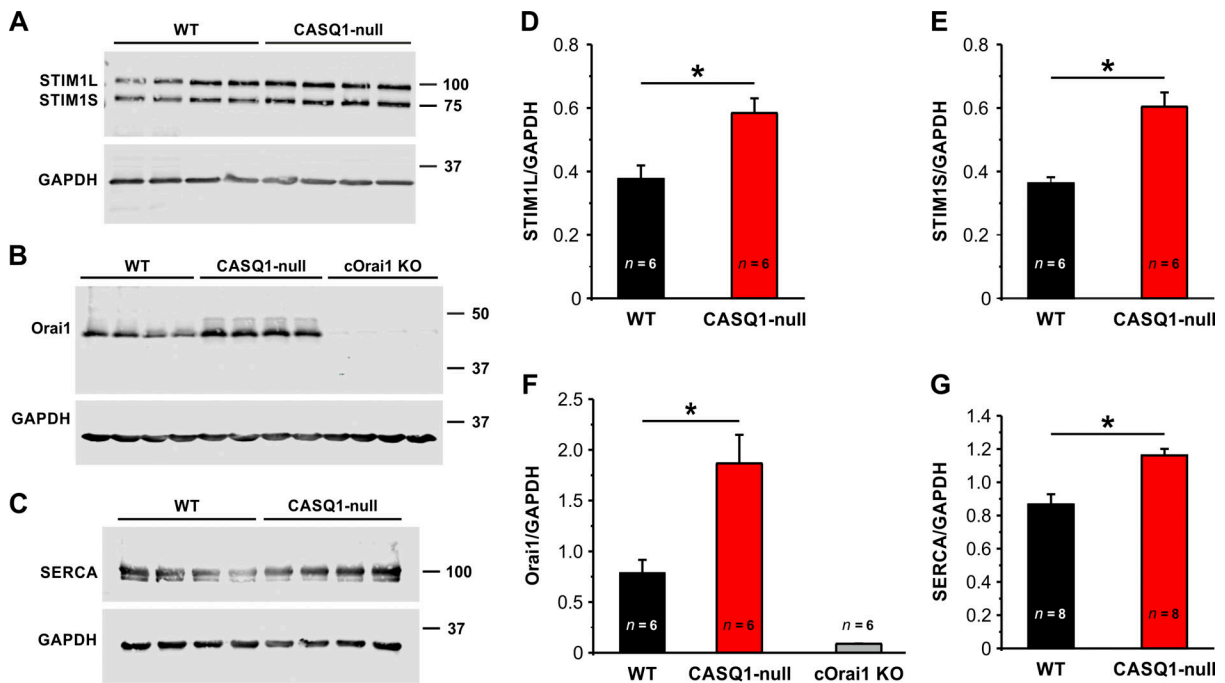 A
WT CASQ1-null
STIM1L
STIM1S
100
75
GAPDH
37
B
WT CASQ1-null cOrai1 KO
Orai1
50
37
GAPDH
37
C
WT CASQ1-null
SERCA
100
GAPDH
37
D
STIM1L/GAPDH
0.8
0.6
0.4
0.2
0
*
n = 6 n = 6
WT CASQ1-null
E
STIM1S/GAPDH
0.8
0.6
0.4
0.2
0
*
n = 6 n = 6
WT CASQ1-null
F
Orai1/GAPDH
2.5
2.0
1.5
1.0
0.5
0
*
n = 6 n = 6 n = 6
WT CASQ1-null cOrai1 KO
G
SERCA/GAPDH
1.4
1.2
1.0
0.8
0.6
0.4
0.2
0
*
n = 8 n = 8
WT CASQ1-null